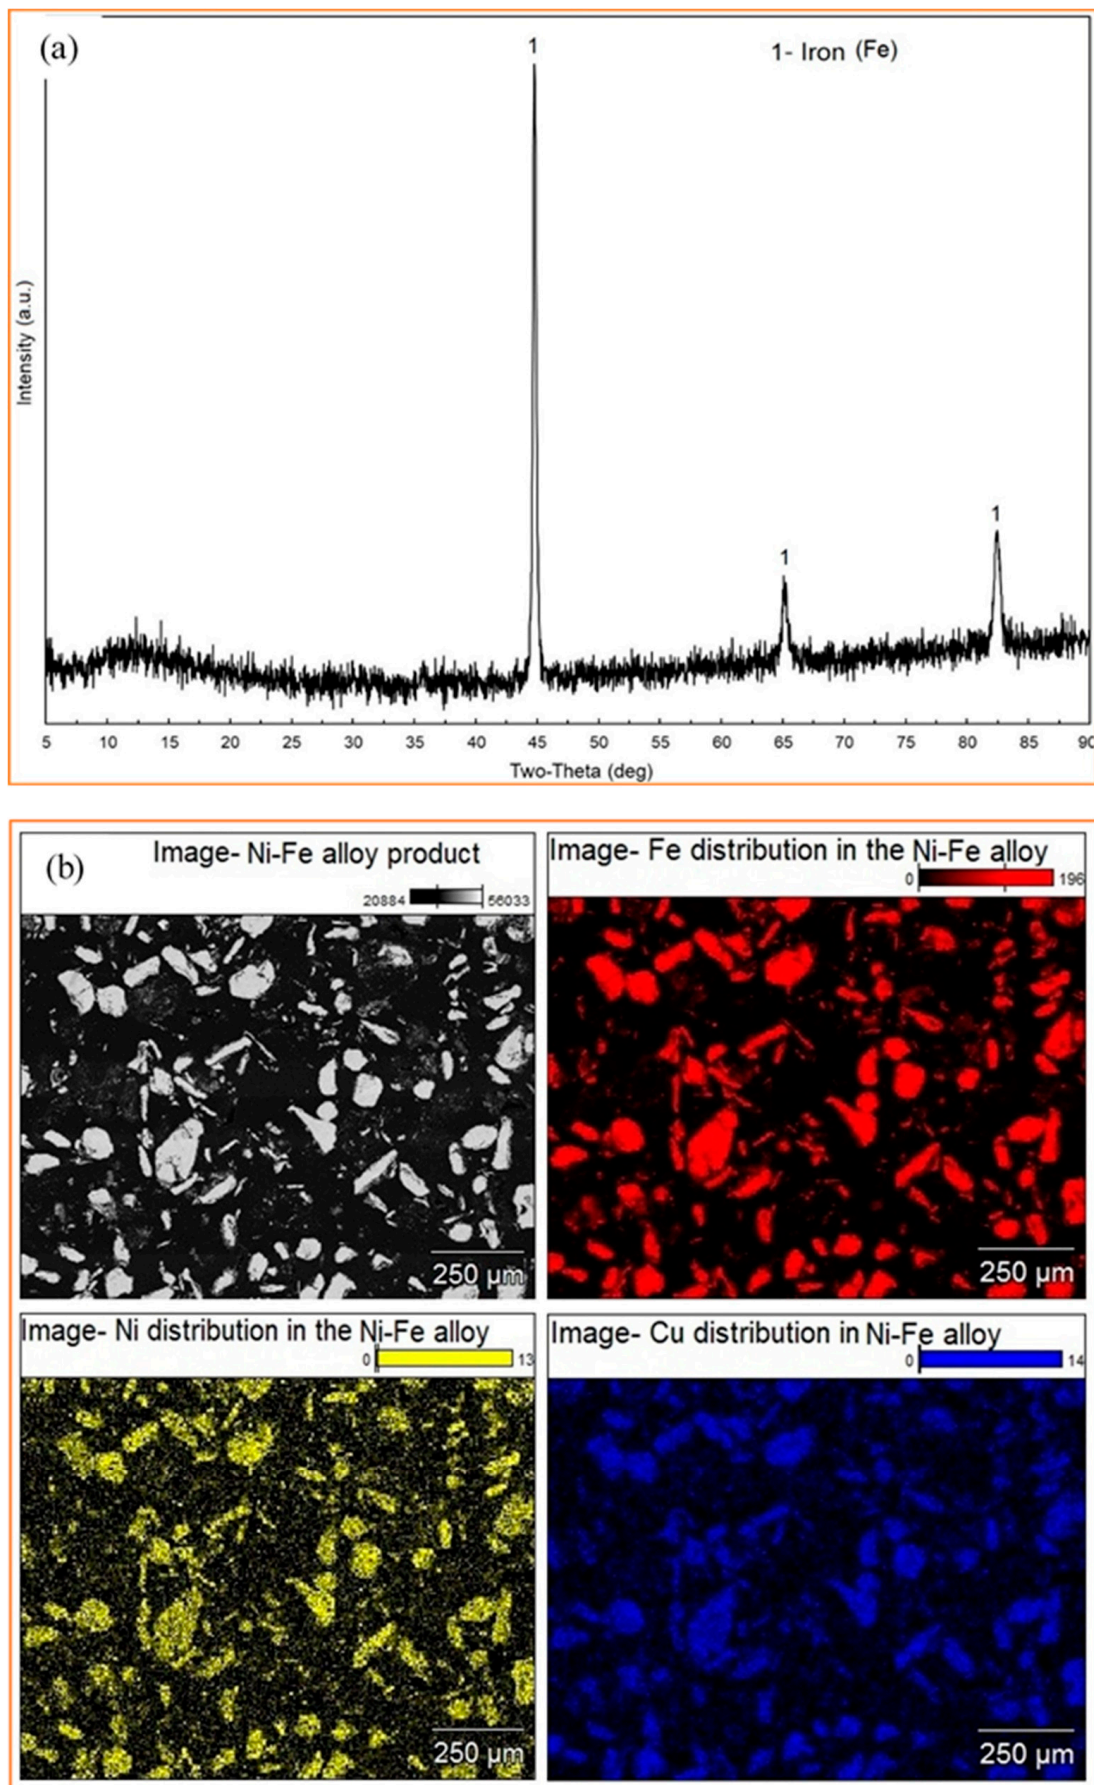 (a)
1
1- Iron (Fe)
1
1
Intensity (a.u.)
5 10 15 20 25 30 35 40 45 50 55 60 65 70 75 80 85 90
Two-Theta (deg)
(b)
Image- Ni-Fe alloy product
20884 56033
250 µm
Image- Fe distribution in the Ni-Fe alloy
0 196
250 µm
Image- Ni distribution in the Ni-Fe alloy
0 13
250 µm
Image- Cu distribution in Ni-Fe alloy
0 14
250 µm